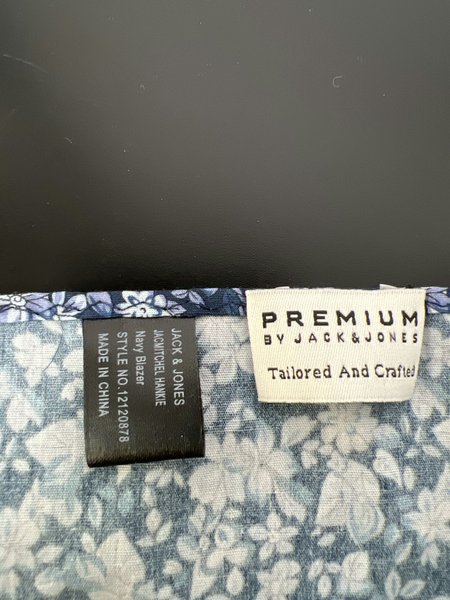 JACK & JONES
JACMITCHEL HANKIE
Navy Blazer
STYLE NO. 12120878
MADE IN CHINA
PREMIUM
BY JACK&JONES
Tailored And Crafted